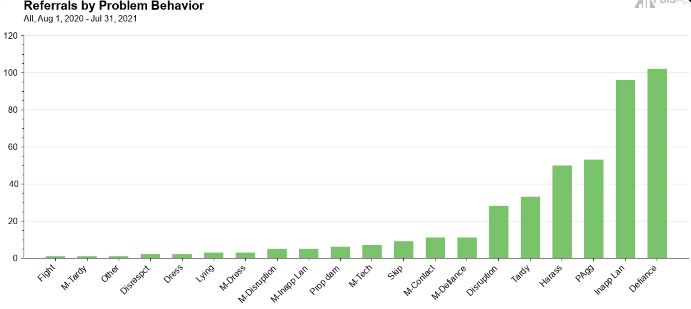 Referrals by Problem Behavior
All, Aug 1, 2020 - Jul 31, 2021
120
100
80
60
40
20
0
Fight
M-Tardy
Other
Disrespct
Dress
Lying
M-Dress
M-Disruption
M-Inapp Lan
Prop dam
M-Tech
Skip
M-Contact
M-Defiance
Disruption
Tardy
Harass
PAgg
Inapp Lan
Defiance